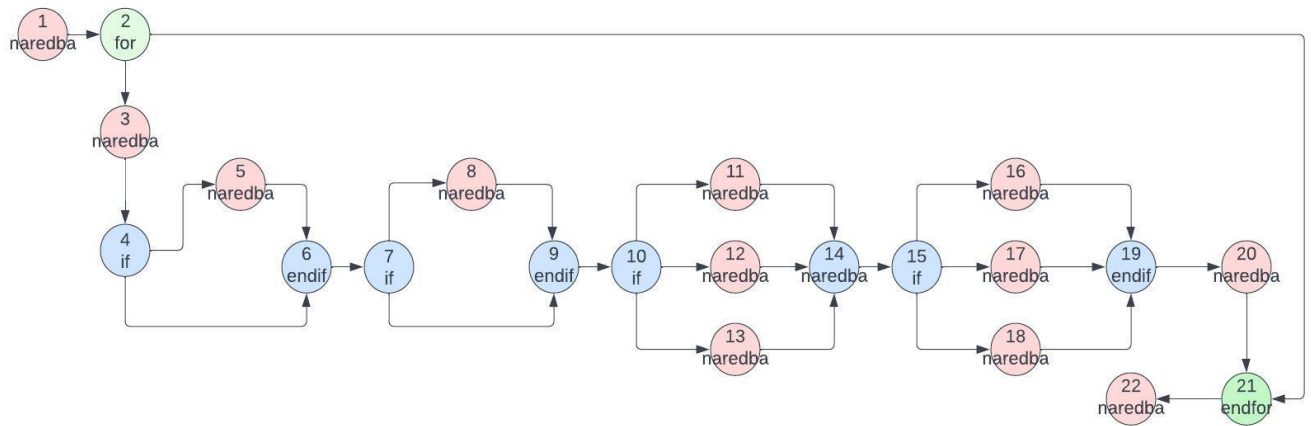 1
naredba
2
for
3
naredba
4
if
5
naredba
6
endif
7
if
8
naredba
9
endif
10
if
11
naredba
12
naredba
13
naredba
14
naredba
15
if
16
naredba
17
naredba
18
naredba
19
endif
20
naredba
21
endfor
22
naredba